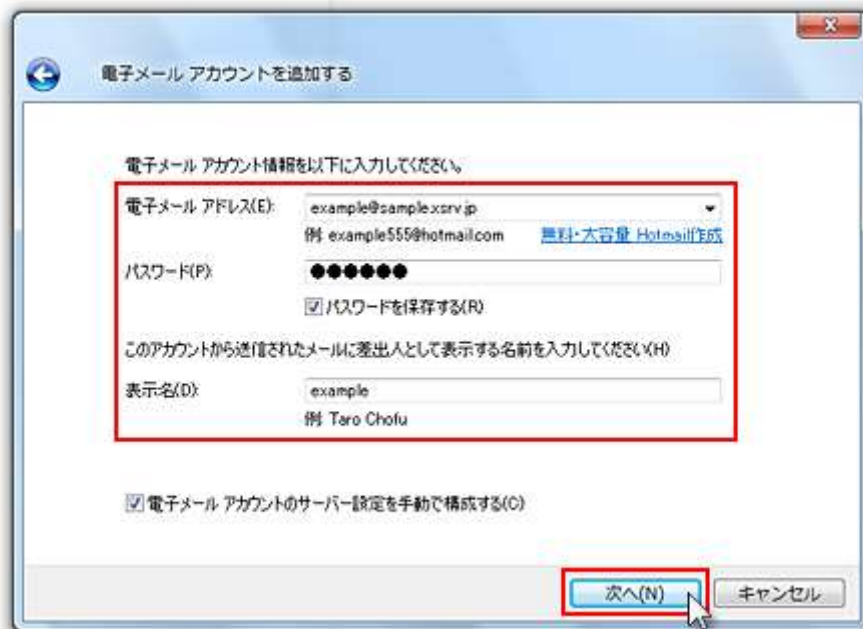 電子メール アカウントを追加する
電子メール アカウント情報を以下に入力してください。
電子メール アドレス(E): example@sample.xsrv.jp
例: example555@hotmail.com 無料・大容量 Hotmail作成
パスワード(P): ●●●●●●
パスワードを保存する(R)
このアカウントから送信されたメールに差出人として表示する名前を入力してください(H)
表示名(D): example
例: Taro Chofu
電子メール アカウントのサーバー設定を手動で構成する(C)
次へ(N) キャンセル